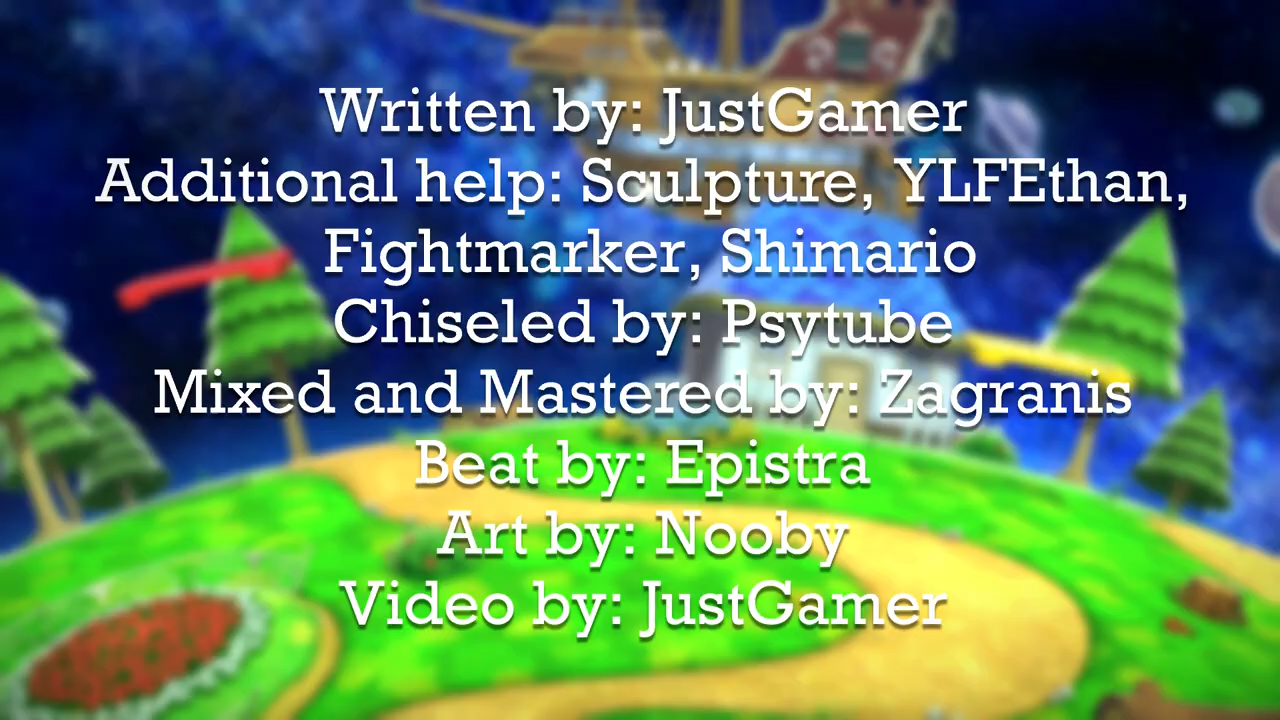 Written by: JustGamer
Additional help: Sculpture, YLFEthan,
Fightmarker, Shimario
Chiseled by: Psytube
Mixed and Mastered by: Zagranis
Beat by: Epistra
Art by: Nooby
Video by: JustGamer